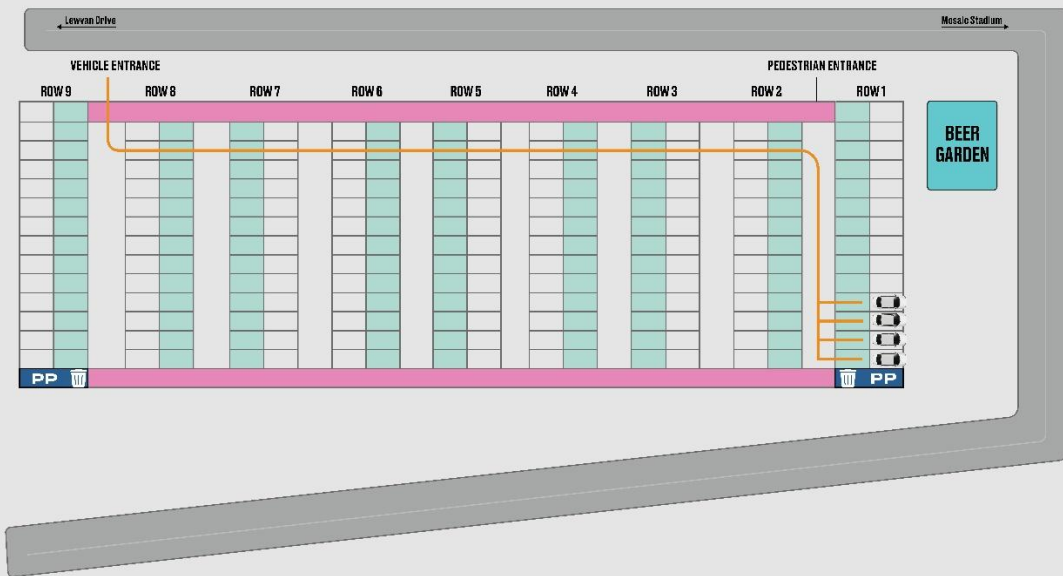 Lewvan Drive
Mosaic Stadium
VEHICLE ENTRANCE
PEDESTRIAN ENTRANCE
ROW 9
ROW 8
ROW 7
ROW 6
ROW 5
ROW 4
ROW 3
ROW 2
ROW 1
BEER
GARDEN
PP
PP